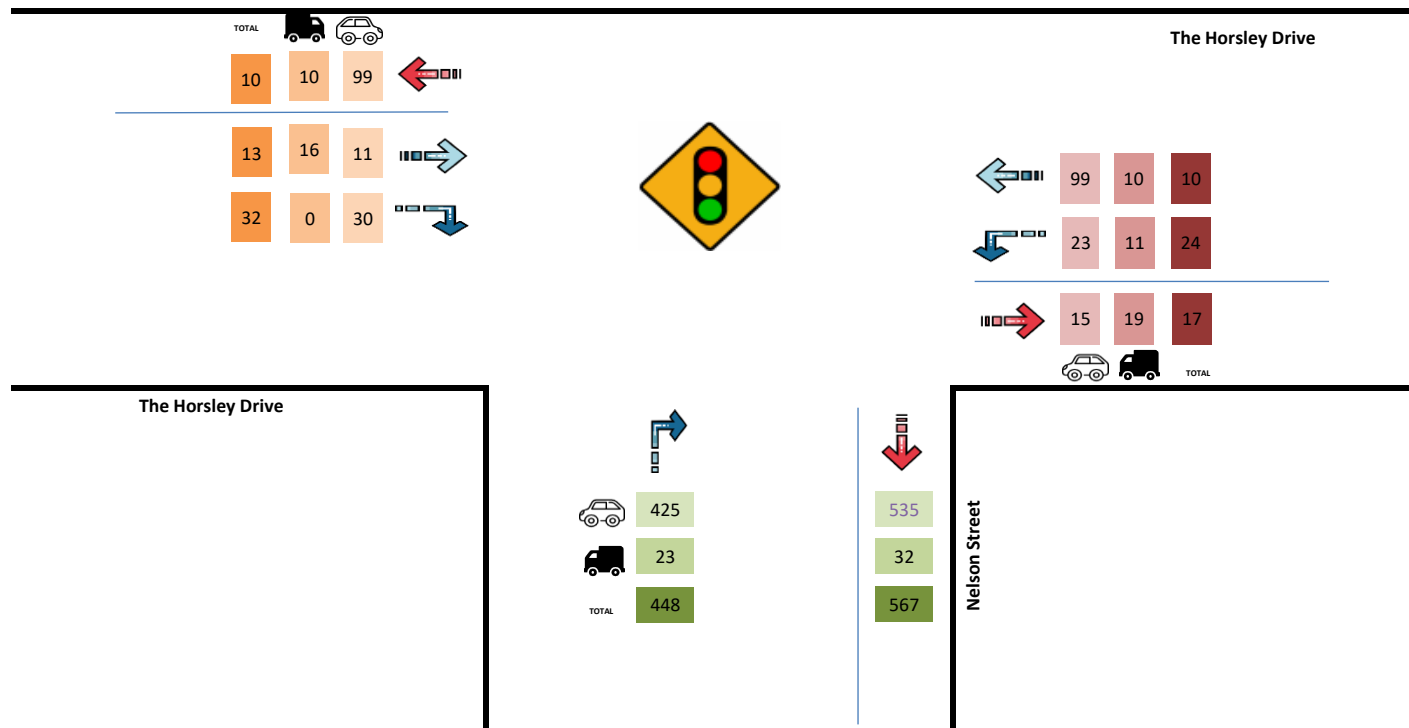 TOTAL
The Horsley Drive
10 10 99
13 16 11
32 0 30
99 10 10
23 11 24
15 19 17
TOTAL
The Horsley Drive
425 535
23 32
TOTAL 448 567
Nelson Street